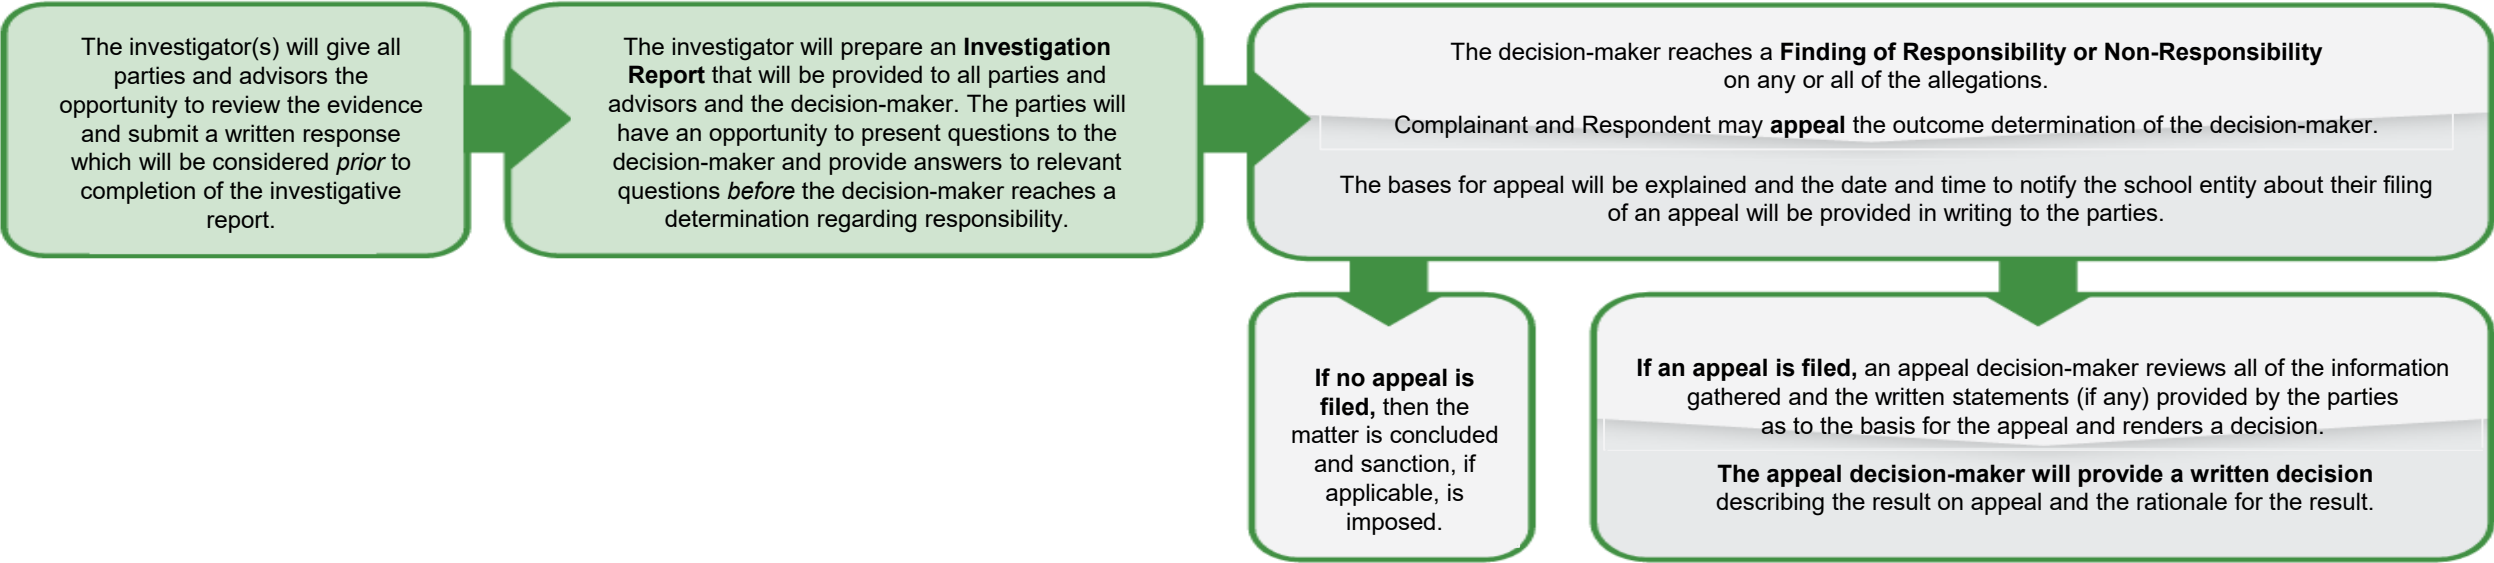 The investigator(s) will give all
parties and advisors the
opportunity to review the evidence
and submit a written response
which will be considered prior to
completion of the investigative
report.
The investigator will prepare an Investigation
Report that will be provided to all parties and
advisors and the decision-maker. The parties will
have an opportunity to present questions to the
decision-maker and provide answers to relevant
questions before the decision-maker reaches a
determination regarding responsibility.
The decision-maker reaches a Finding of Responsibility or Non-Responsibility
on any or all of the allegations.
Complainant and Respondent may appeal the outcome determination of the decision-maker.
The bases for appeal will be explained and the date and time to notify the school entity about their filing
of an appeal will be provided in writing to the parties.
If no appeal is
filed, then the
matter is concluded
and sanction, if
applicable, is
imposed.
If an appeal is filed, an appeal decision-maker reviews all of the information
gathered and the written statements (if any) provided by the parties
as to the basis for the appeal and renders a decision.
The appeal decision-maker will provide a written decision
describing the result on appeal and the rationale for the result.